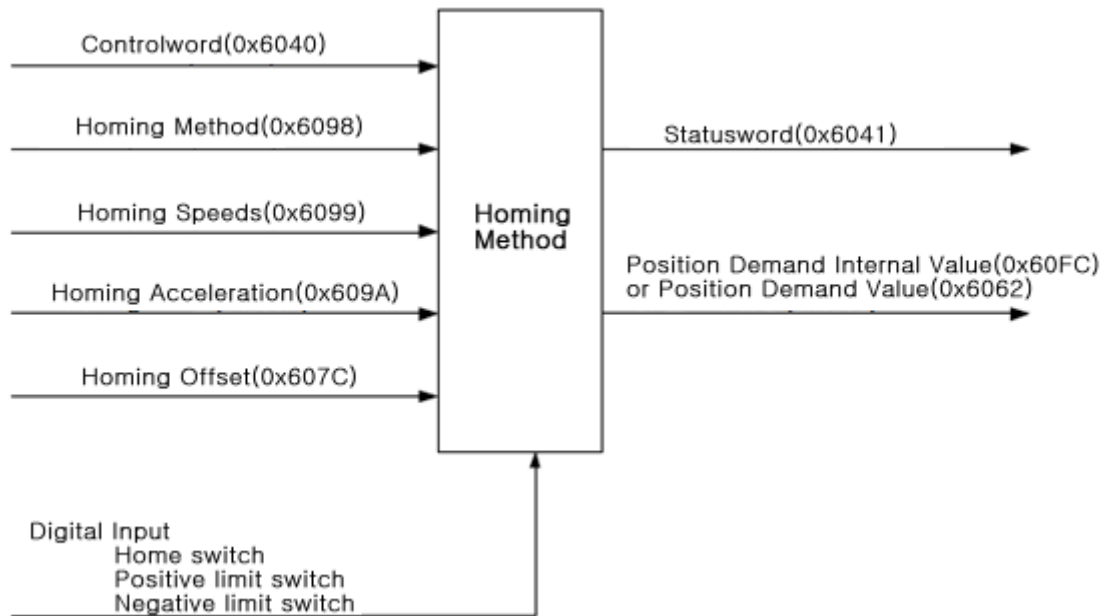 Controlword(0x6040)
Homing Method(0x6098)
Homing Speeds(0x6099)
Homing Acceleration(0x609A)
Homing Offset(0x607C)
Homing
Method
Statusword(0x6041)
Position Demand Internal Value(0x60FC)
or Position Demand Value(0x6062)
Digital Input
Home switch
Positive limit switch
Negative limit switch